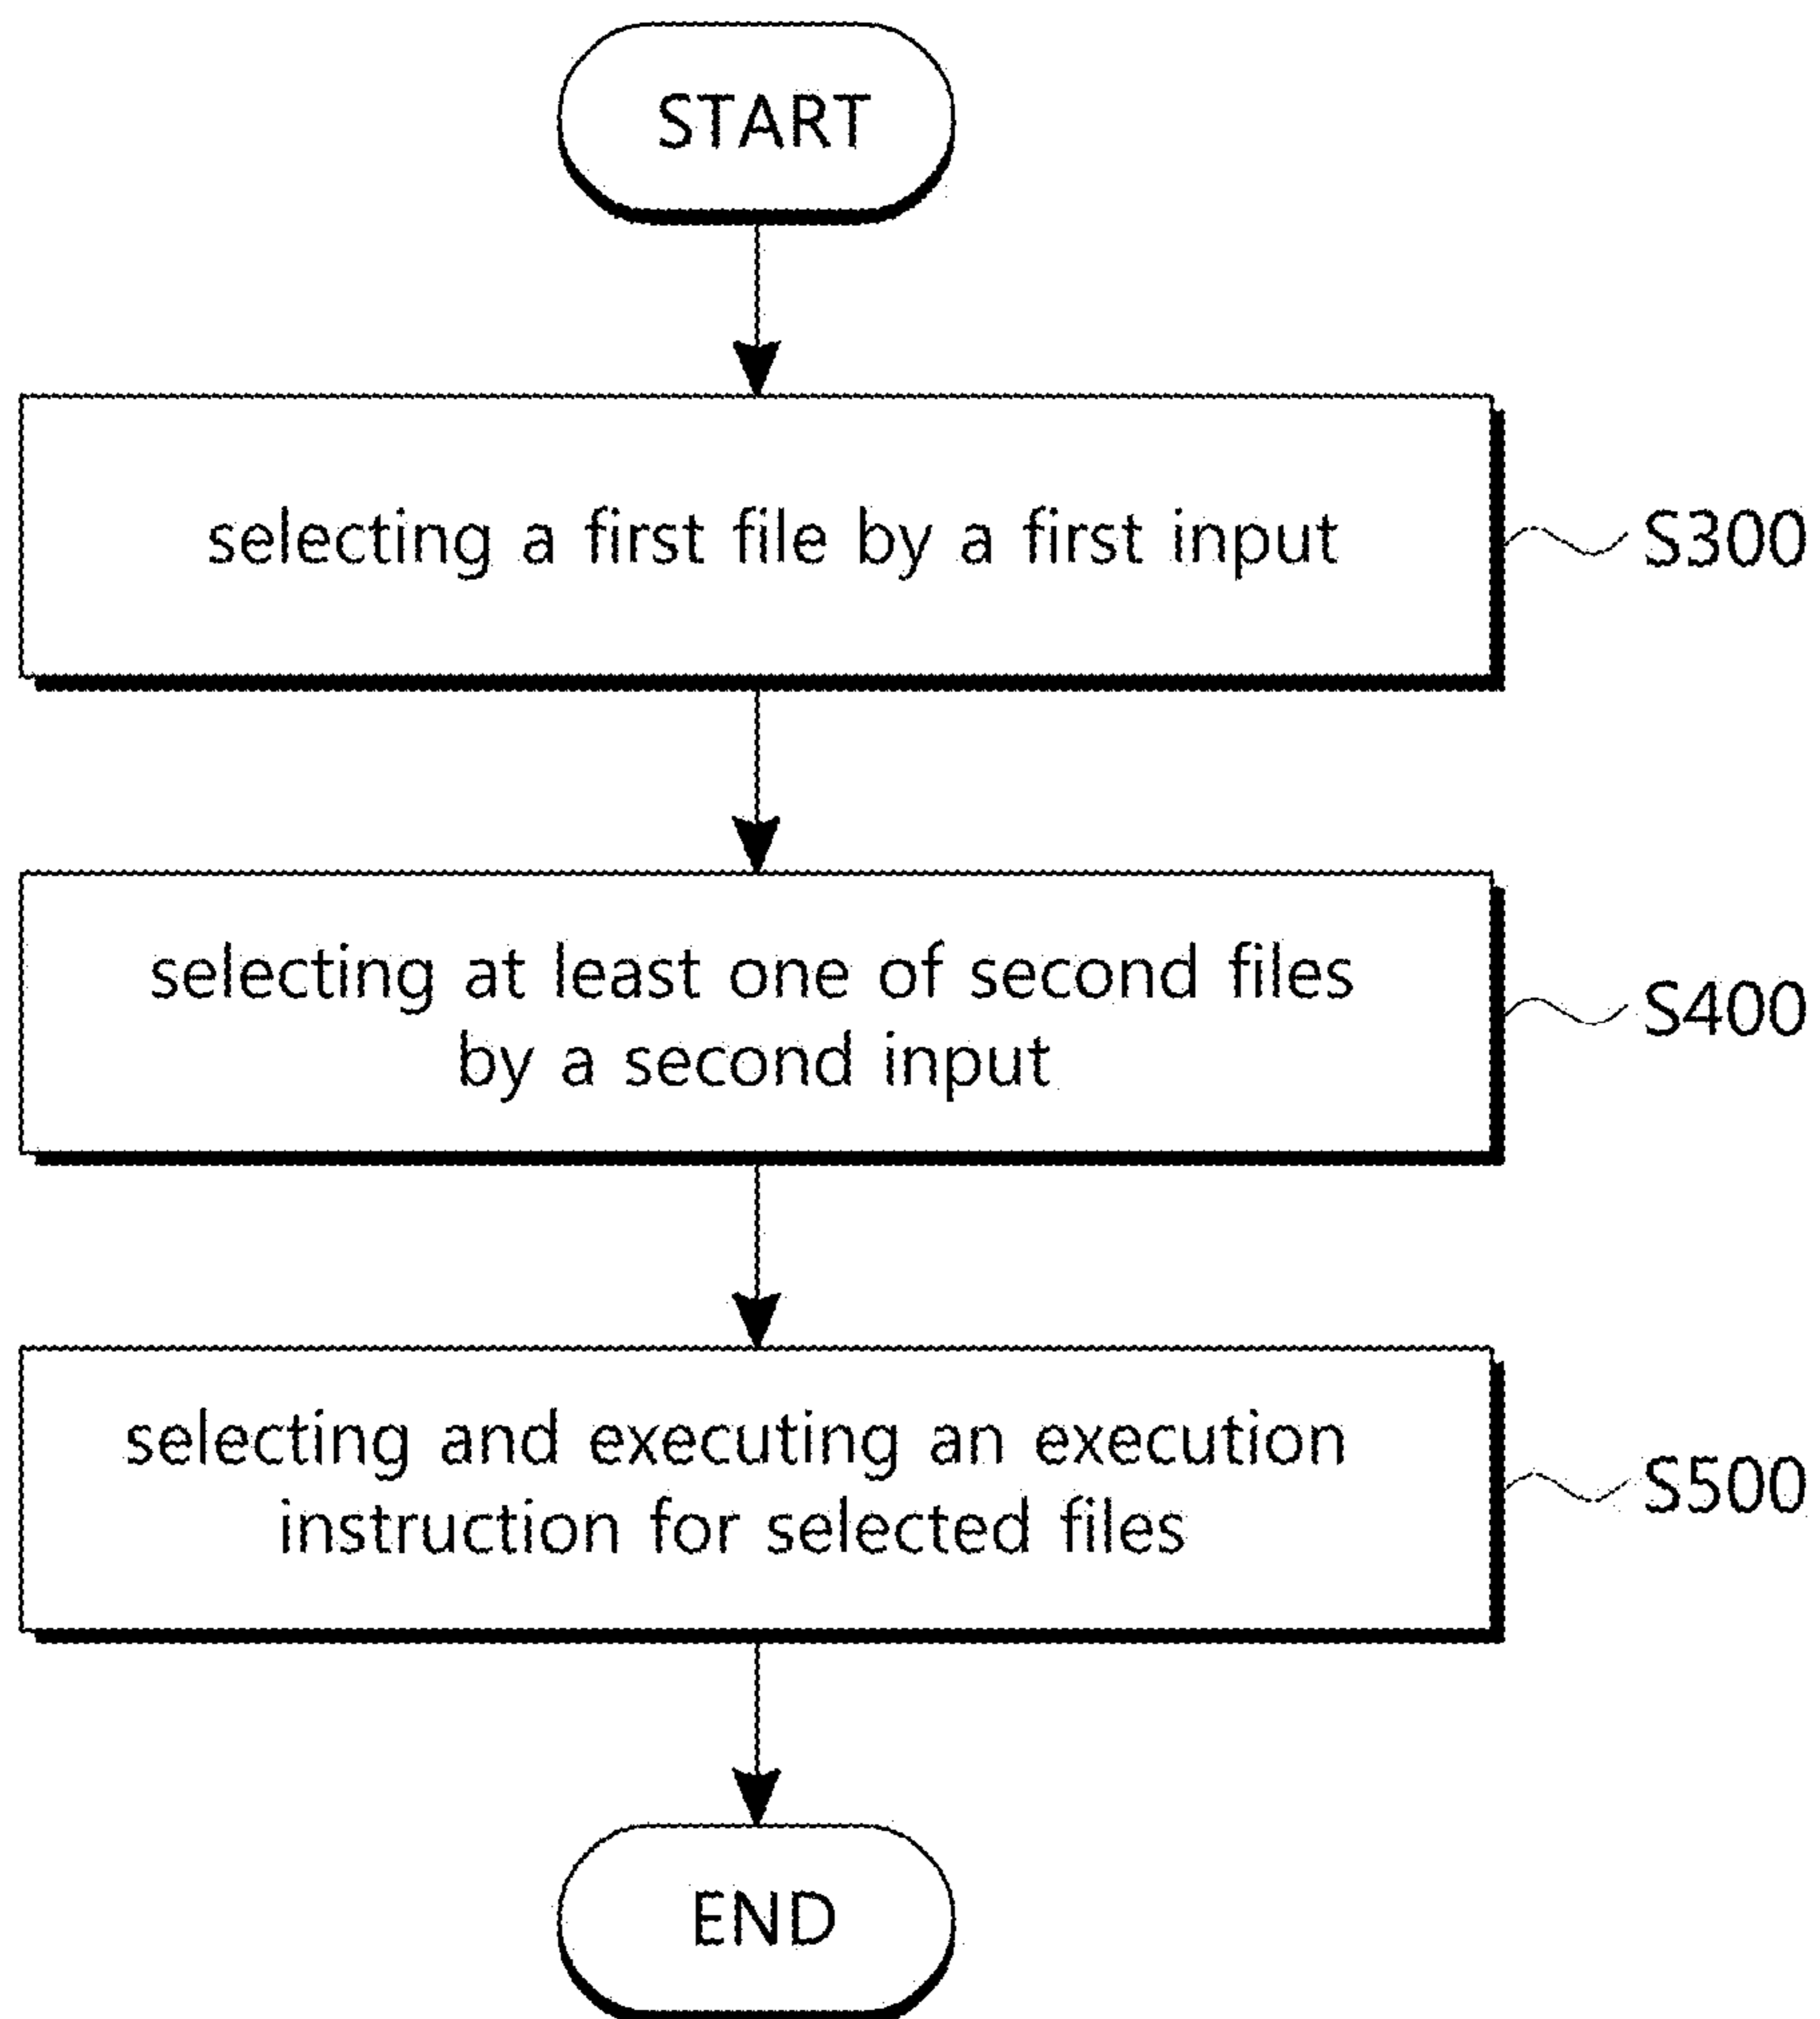 START
selecting a first file by a first input
S300
selecting at least one of second files
by a second input
S400
selecting and executing an execution
instruction for selected files
S500
END